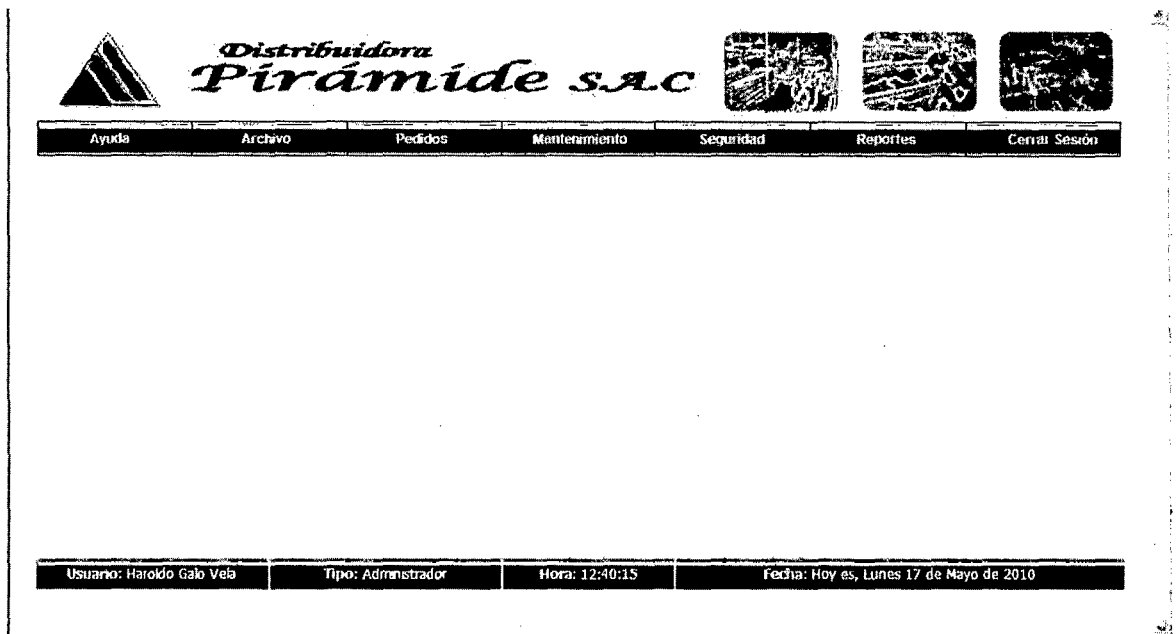 Distribuidora
Pirámide S.A.C
Ayuda Archivo Pedidos Mantenimiento Seguridad Reportes Cerrar Sesión
Usuario: Haroldo Galo Vela Tipo: Administrador Hora: 12:40:15 Fecha: Hoy es, Lunes 17 de Mayo de 2010